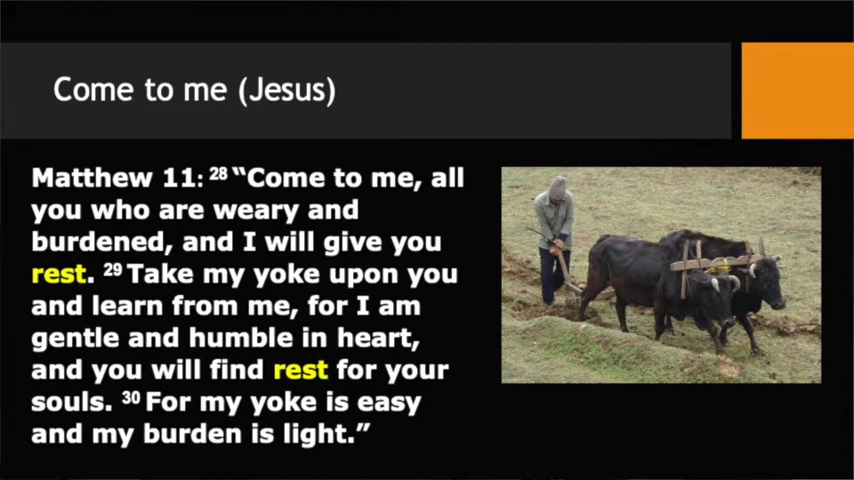 Come to me (Jesus)
Matthew 11: 28 “Come to me, all
you who are weary and
burdened, and I will give you
rest. 29 Take my yoke upon you
and learn from me, for I am
gentle and humble in heart,
and you will find rest for your
souls. 30 For my yoke is easy
and my burden is light.”